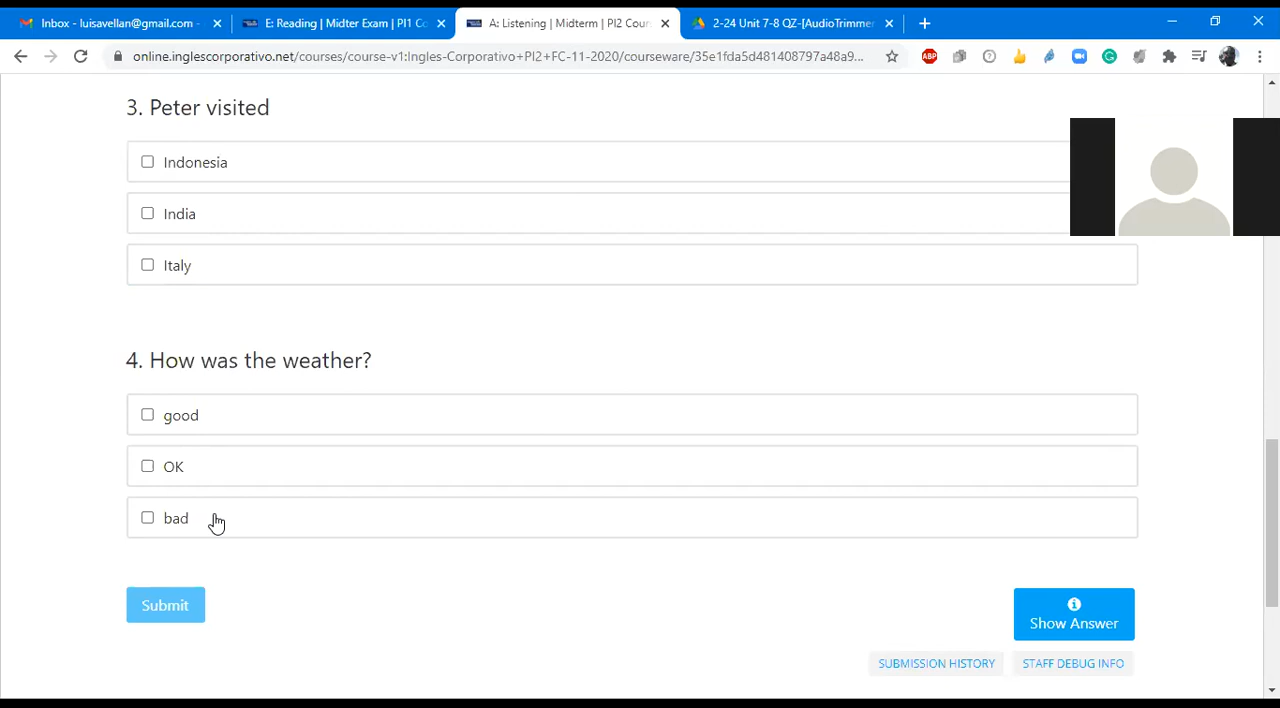 luisavellan@gmail.com - Inbox
E: Reading | Midter Exam | PI1 Co
A: Listening | Midterm | PI2 Cour
2-24 Unit 7-8 QZ-[AudioTrimmer
online.inglescorporativo.net/courses/course-v1:Ingles-Corporativo+PI2+FC-11-2020/courseware/35e1fda5d481408797a48a9...
ABP
3. Peter visited
Indonesia
India
Italy
4. How was the weather?
good
OK
bad
Submit
Show Answer
SUBMISSION HISTORY
STAFF DEBUG INFO